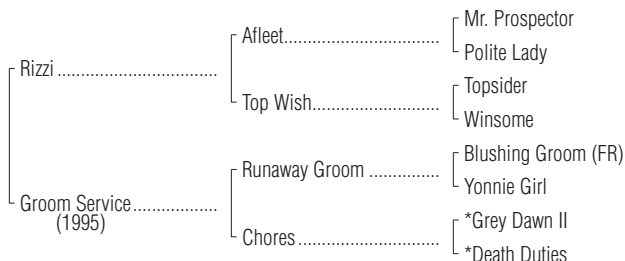 Mr. Prospector
Afleet
Polite Lady
Rizzi
Topsider
Top Wish
Winsome
Blushing Groom (FR)
Runaway Groom
Yonnie Girl
Groom Service
(1995)
*Grey Dawn II
Chores
*Death Duties